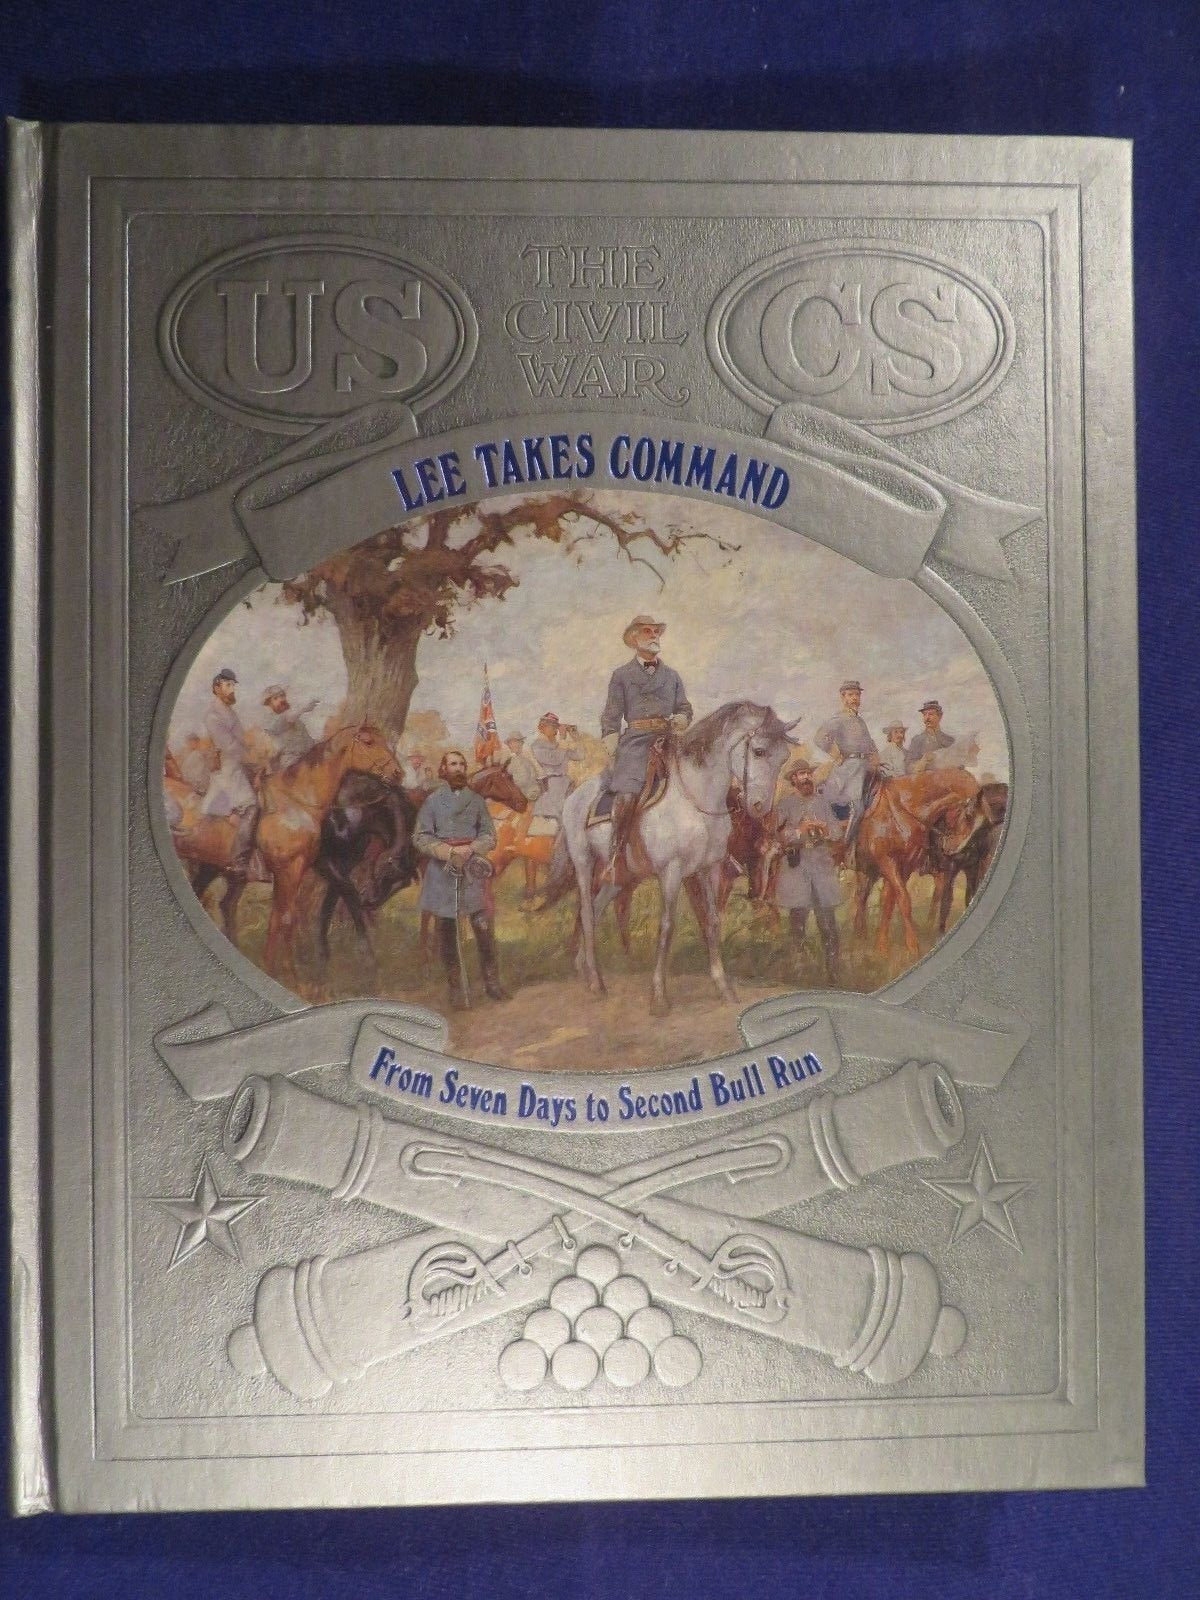 US
THE
CIVIL
WAR
CS
LEE TAKES COMMAND
From Seven Days to Second Bull Run